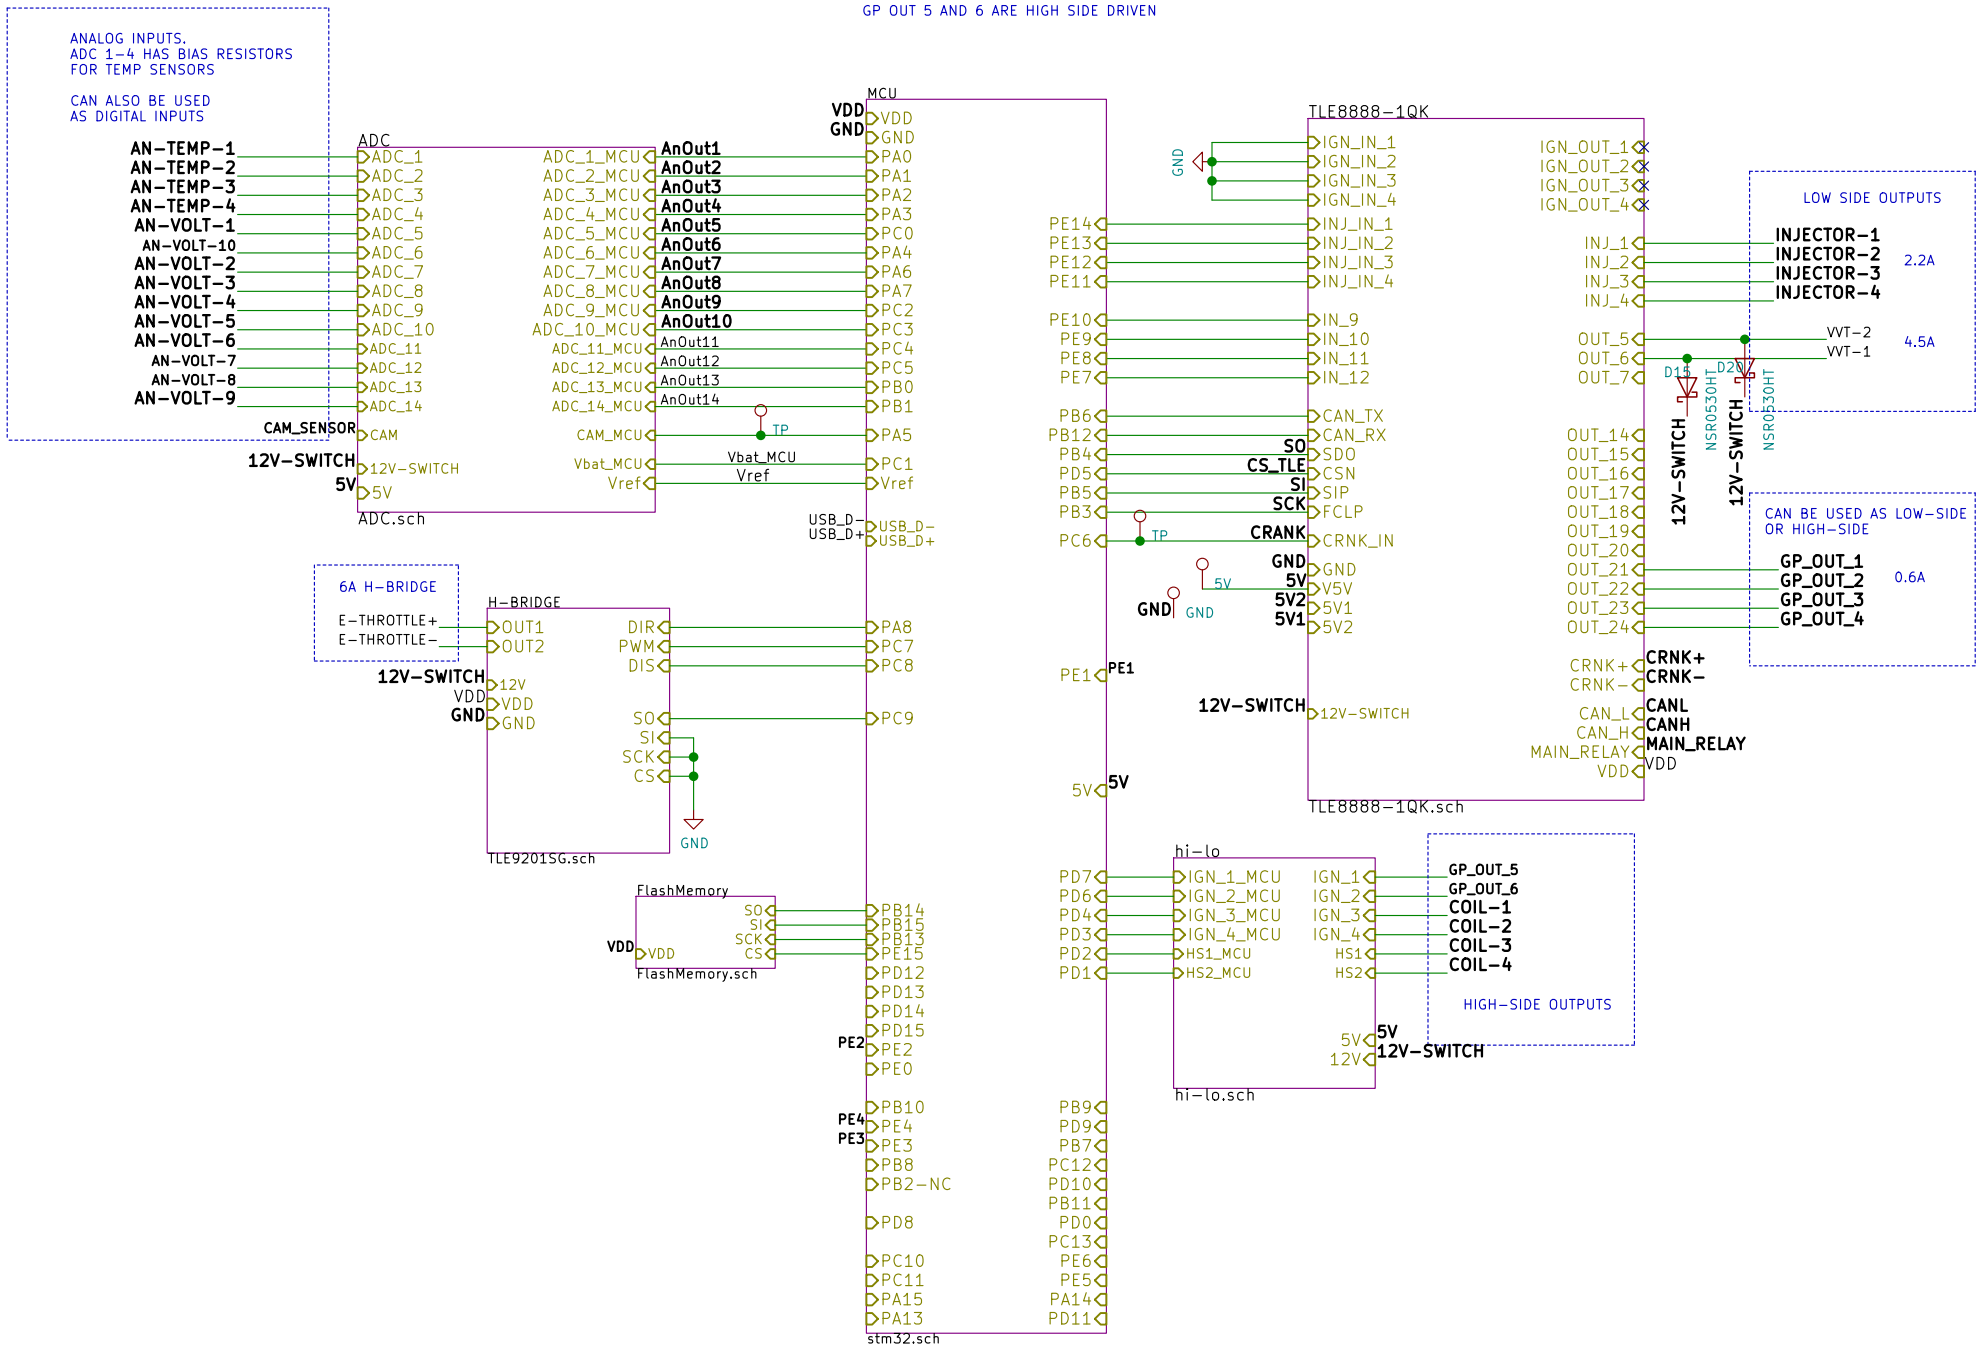 GP OUT 5 AND 6 ARE HIGH SIDE DRIVEN
ANALOG INPUTS.
ADC 1-4 HAS BIAS RESISTORS
FOR TEMP SENSORS
CAN ALSO BE USED
AS DIGITAL INPUTS
AN-TEMP-1
AN-TEMP-2
AN-TEMP-3
AN-TEMP-4
AN-VOLT-1
AN-VOLT-10
AN-VOLT-2
AN-VOLT-3
AN-VOLT-4
AN-VOLT-5
AN-VOLT-6
AN-VOLT-7
AN-VOLT-8
AN-VOLT-9
CAM_SENSOR
12V-SWITCH
5V
ADC
ADC_1
ADC_2
ADC_3
ADC_4
ADC_5
ADC_6
ADC_7
ADC_8
ADC_9
ADC_10
ADC_11
ADC_12
ADC_13
ADC_14
CAM
12V-SWITCH
5V
ADC.sch
ADC_1_MCU
ADC_2_MCU
ADC_3_MCU
ADC_4_MCU
ADC_5_MCU
ADC_6_MCU
ADC_7_MCU
ADC_8_MCU
ADC_9_MCU
ADC_10_MCU
ADC_11_MCU
ADC_12_MCU
ADC_13_MCU
ADC_14_MCU
CAM_MCU
Vbat_MCU
Vref
AnOut1
AnOut2
AnOut3
AnOut4
AnOut5
AnOut6
AnOut7
AnOut8
AnOut9
AnOut10
AnOut11
AnOut12
AnOut13
AnOut14
TP
Vbat_MCU
Vref
USB_D-
USB_D+
6A H-BRIDGE
E-THROTTLE+
E-THROTTLE-
12V-SWITCH
VDD
GND
H-BRIDGE
OUT1
OUT2
12V
VDD
GND
DIR
PWM
DIS
SO
SI
SCK
CS
GND
TLE9201SG.sch
FlashMemory
SO
SI
SCK
CS
VDD
VDD
FlashMemory.sch
MCU
VDD
GND
VDD
GND
PA0
PA1
PA2
PA3
PC0
PA4
PA6
PA7
PC2
PC3
PC4
PC5
PB0
PB1
PA5
PC1
Vref
USB_D-
USB_D+
PA8
PC7
PC8
PC9
PB14
PB15
PB13
PE15
PD12
PD13
PD14
PD15
PE2
PE2
PE0
PB10
PE4
PE4
PE3
PE3
PB8
PB2-NC
PD8
PC10
PC11
PA15
PA13
stm32.sch
PE14
PE13
PE12
PE11
PE10
PE9
PE8
PE7
PB6
PB12
PB4
PD5
PB5
PB3
PC6
PE1
PE1
5V
5V
PD7
PD6
PD4
PD3
PD2
PD1
PB9
PD9
PB7
PC12
PD10
PB11
PD0
PC13
PE6
PE5
PA14
PD11
GND
SO
CS_TLE
SI
SCK
CRANK
TP
GND
5V
5V
5V2
GND
GND
5V1
12V-SWITCH
TLE8888-1QK
IGN_IN_1
IGN_IN_2
IGN_IN_3
IGN_IN_4
INJ_IN_1
INJ_IN_2
INJ_IN_3
INJ_IN_4
IN_9
IN_10
IN_11
IN_12
CAN_TX
CAN_RX
SDO
CSN
SIP
FCLP
CRNK_IN
GND
V5V
5V1
5V2
12V-SWITCH
TLE8888-1QK.sch
IGN_OUT_1
IGN_OUT_2
IGN_OUT_3
IGN_OUT_4
INJ_1
INJ_2
INJ_3
INJ_4
OUT_5
OUT_6
OUT_7
OUT_14
OUT_15
OUT_16
OUT_17
OUT_18
OUT_19
OUT_20
OUT_21
OUT_22
OUT_23
OUT_24
CRNK+
CRNK-
CAN_L
CAN_H
MAIN_RELAY
VDD
LOW SIDE OUTPUTS
INJECTOR-1
INJECTOR-2
INJECTOR-3
INJECTOR-4
2.2A
VVT-2
4.5A
VVT-1
D15
NSR0530HT
12V-SWITCH
D20
NSR0530HT
12V-SWITCH
CAN BE USED AS LOW-SIDE
OR HIGH-SIDE
GP_OUT_1
GP_OUT_2
GP_OUT_3
GP_OUT_4
0.6A
CRNK+
CRNK-
CANL
CANH
MAIN_RELAY
VDD
hi-lo
IGN_1_MCU
IGN_2_MCU
IGN_3_MCU
IGN_4_MCU
HS1_MCU
HS2_MCU
IGN_1
IGN_2
IGN_3
IGN_4
HS1
HS2
5V
12V
hi-lo.sch
GP_OUT_5
GP_OUT_6
COIL-1
COIL-2
COIL-3
COIL-4
HIGH-SIDE OUTPUTS
5V
12V-SWITCH